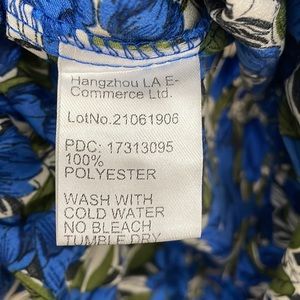 Hangzhou LA E-
Commerce Ltd.
LotNo.21061906
PDC: 17313095
100%
POLYESTER
WASH WITH
COLD WATER
NO BLEACH
TUMBLE DRY